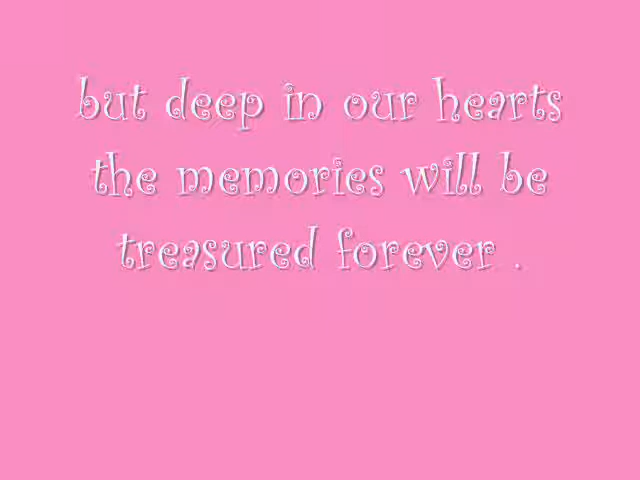 but deep in our hearts
the memories will be
treasured forever .